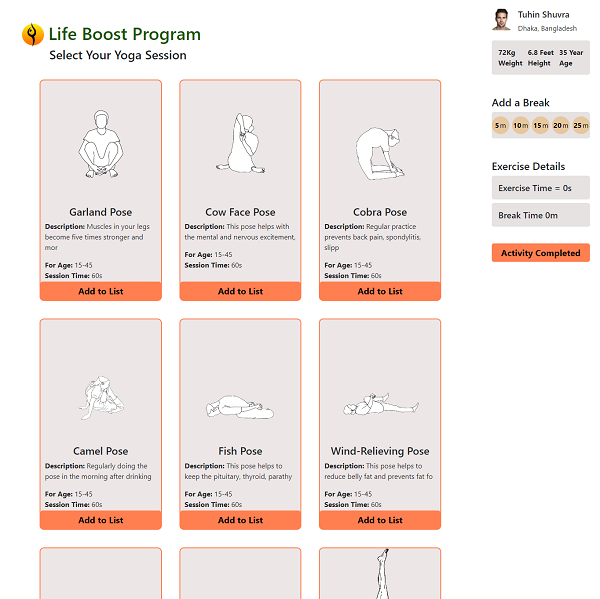 Life Boost Program
Select Your Yoga Session
Garland Pose
Description: Muscles in your legs
become five times stronger and
mor
For Age: 15-45
Session Time: 60s
Add to List
Cow Face Pose
Description: This pose helps with
the mental and nervous excitement,
For Age: 15-45
Session Time: 60s
Add to List
Cobra Pose
Description: Regular practice
prevents back pain, spondylitis,
slipp
For Age: 15-45
Session Time: 60s
Add to List
Camel Pose
Description: Regularly doing the
pose in the morning after drinking
For Age: 15-45
Session Time: 60s
Add to List
Fish Pose
Description: This pose helps to
keep the pituitary, thyroid, parathy
For Age: 15-45
Session Time: 60s
Add to List
Wind-Relieving Pose
Description: This pose helps to
reduce belly fat and prevents fat fo
For Age: 15-45
Session Time: 60s
Add to List
Tuhin Shuvra
Dhaka, Bangladesh
72Kg 6.8 Feet 35 Year
Weight Height Age
Add a Break
5m 10m 15m 20m 25m
Exercise Details
Exercise Time = 0s
Break Time 0m
Activity Completed